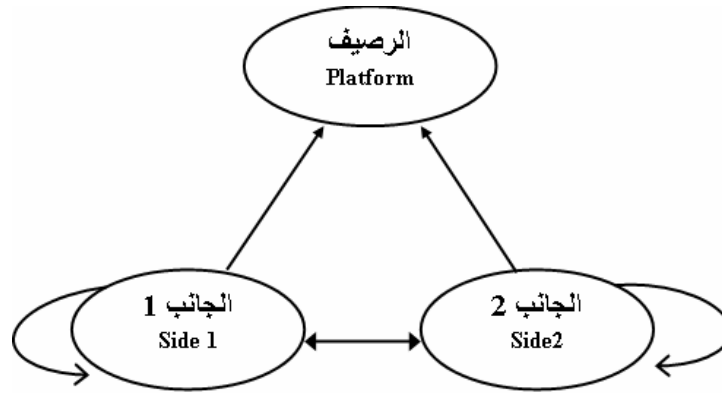 الرصيف
Platform
الجانب 1
Side 1
الجانب 2
Side2